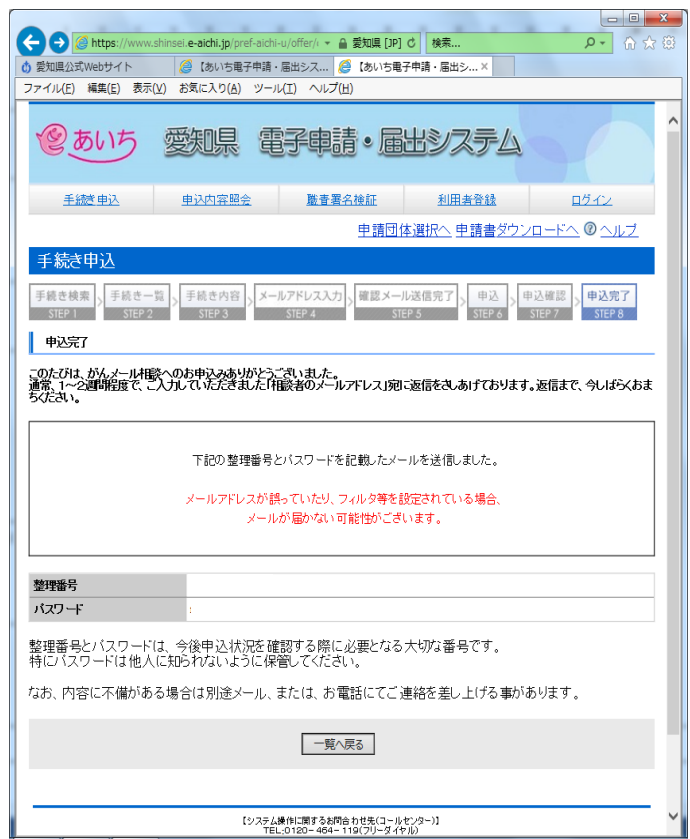 https://www.shinsei.e-aichi.jp/pref-aichi-u/offer/ 愛知県 [JP] 検索...
愛知県公式Webサイト 【あいち電子申請・届出シス... 【あいち電子申請・届出シ... ×
ファイル(F) 編集(E) 表示(V) お気に入り(A) ツール(T) ヘルプ(H)
あいち 愛知県 電子申請・届出システム
手続き申込 申込内容照会 職責署名検証 利用者登録 ログイン
申請団体選択へ 申請書ダウンロードへ ? ヘルプ
手続き申込
手続き検索 手続き一覧 手続き内容 メールアドレス入力 確認メール送信完了 申込 申込確認 申込完了
STEP 1 STEP 2 STEP 3 STEP 4 STEP 5 STEP 6 STEP 7 STEP 8
申込完了
このたびは、がんメール相談へのお申込みありがとうございました。
通常、1～2週間程度で、ご入力していただきました「相談者のメールアドレス」宛に返信をさしあげております。返信まで、今しばらくおま
ちください。
下記の整理番号とパスワードを記載したメールを送信しました。
メールアドレスが誤っていたり、フィルタ等を設定されている場合、
メールが届かない可能性がございます。
整理番号
パスワード
整理番号とパスワードは、今後申込状況を確認する際に必要となる大切な番号です。
特にパスワードは他人に知られないように保管してください。
なお、内容に不備がある場合は別途メール、または、お電話にてご連絡を差し上げる事があります。
一覧へ戻る
【システム操作に関するお問合わせ先(コールセンター)】
TEL:0120-464-119(フリーダイヤル)